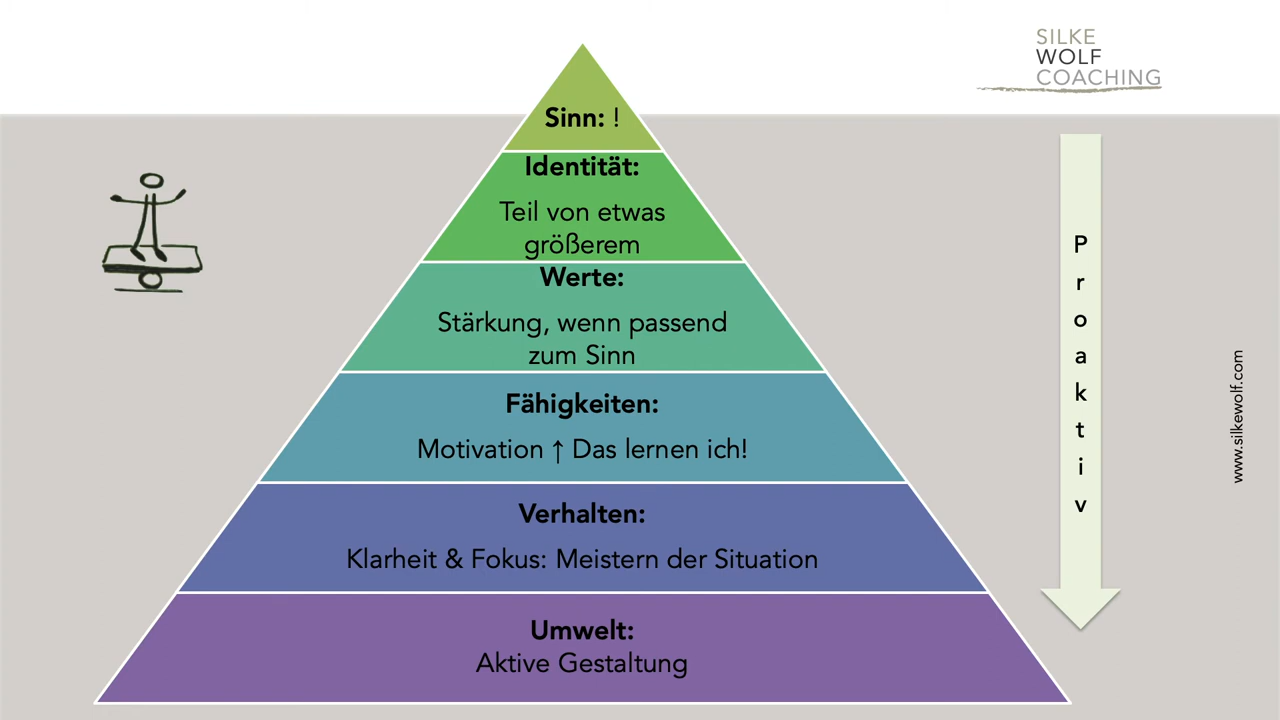 SILKE
WOLF
COACHING
Sinn: !
Identität:
Teil von etwas
größerem
Werte:
Stärkung, wenn passend
zum Sinn
Fähigkeiten:
Motivation ↑ Das lernen ich!
Verhalten:
Klarheit & Fokus: Meistern der Situation
Umwelt:
Aktive Gestaltung
P
r
o
a
k
t
i
v
www.silkewolf.com